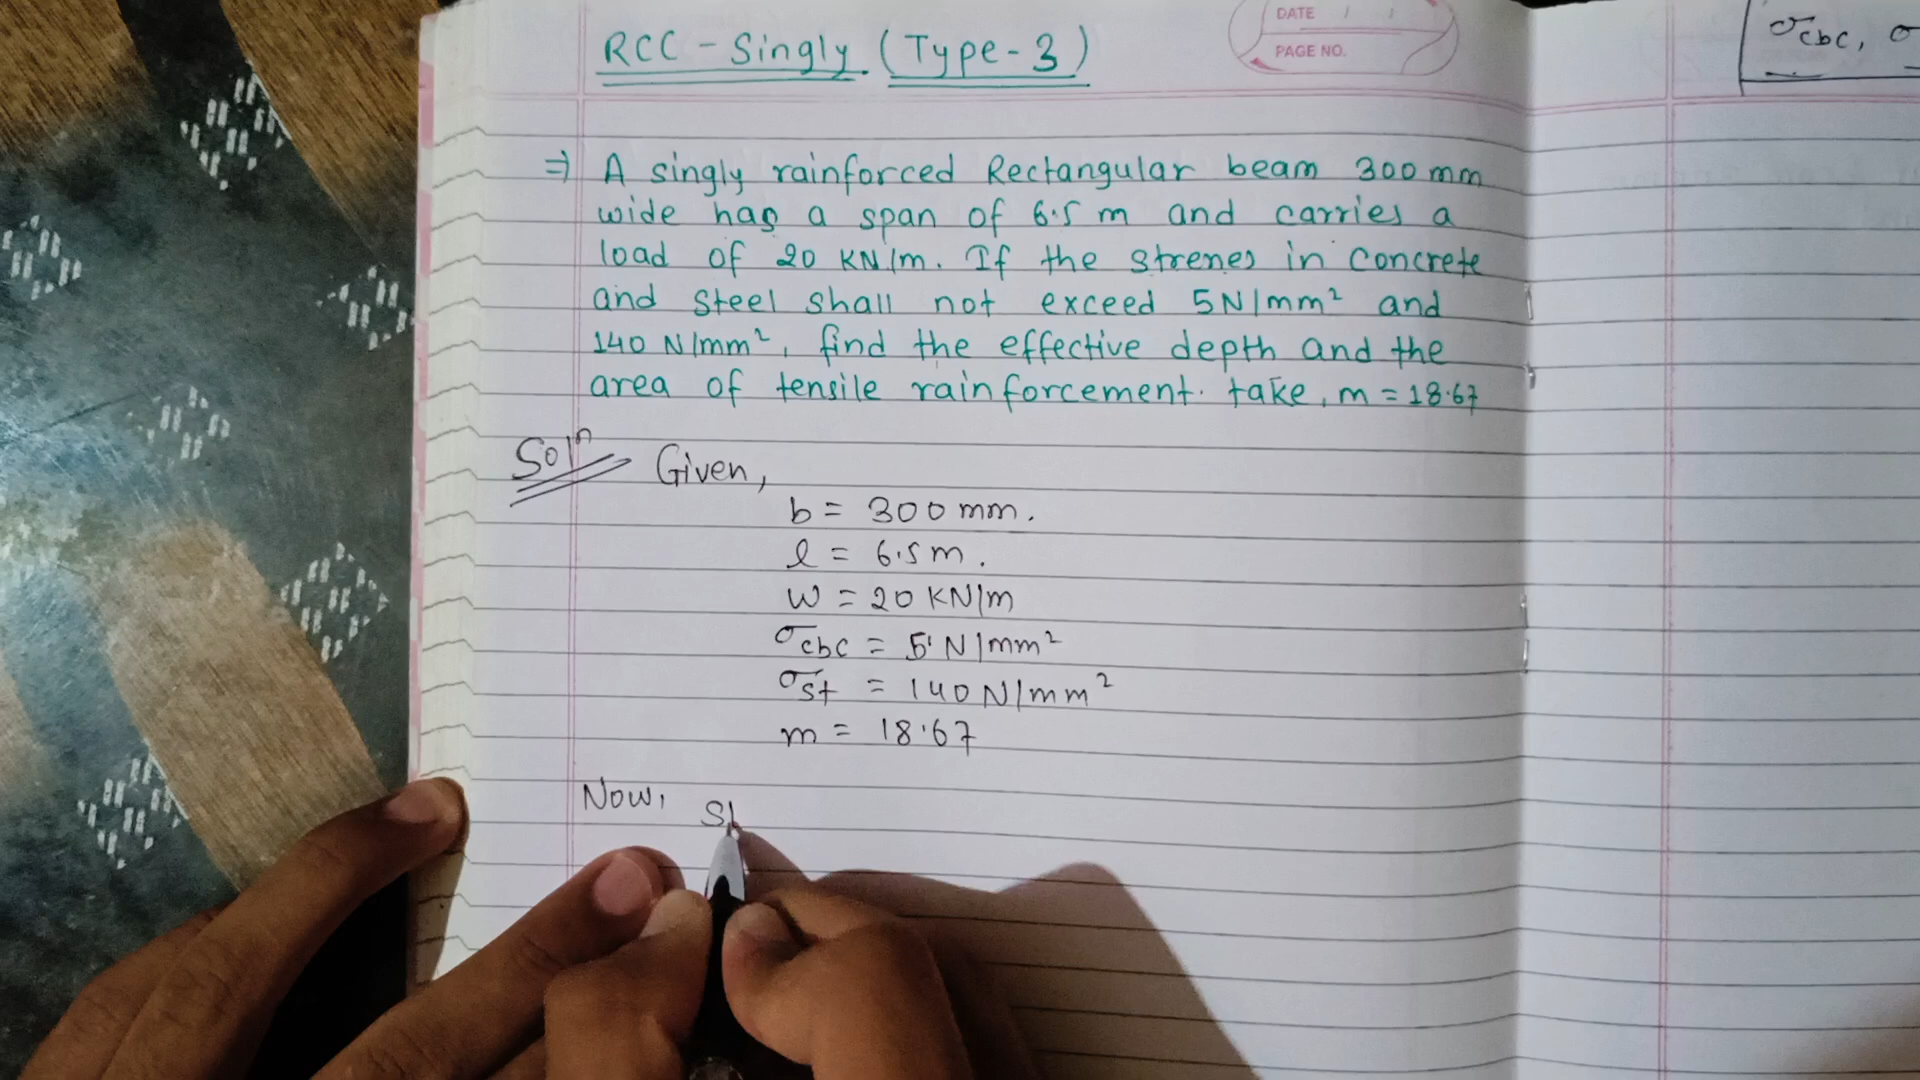 RCC - Singly (Type-3)
DATE / /
PAGE NO.
σcbc, σ
⇒ A singly rainforced Rectangular beam 300 mm
wide has a span of 6.5 m and carries a
load of 20 KN/m. If the strenes in concrete
and steel shall not exceed 5N/mm² and
140 N/mm², find the effective depth and the
area of tensile rainforcement. take, m = 18.67
Solⁿ Given,
b = 300 mm.
l = 6.5 m.
W = 20 KN/m
σcbc = 5 N/mm²
σst = 140 N/mm²
m = 18.67
Now,